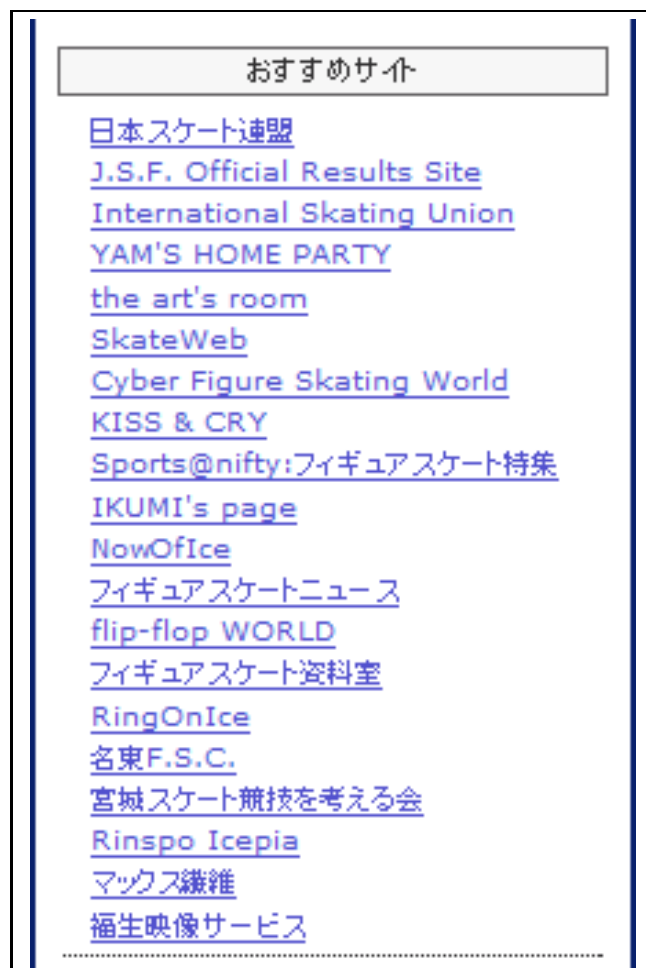 おすすめサイト
日本スケート連盟
J.S.F. Official Results Site
International Skating Union
YAM'S HOME PARTY
the art's room
SkateWeb
Cyber Figure Skating World
KISS & CRY
Sports@nifty:フィギュアスケート特集
IKUMI's page
NowOfIce
フィギュアスケートニュース
flip-flop WORLD
フィギュアスケート資料室
RingOnIce
名東F.S.C.
宮城スケート競技を考える会
Rinspo Icepia
マックス繊維
福生映像サービス